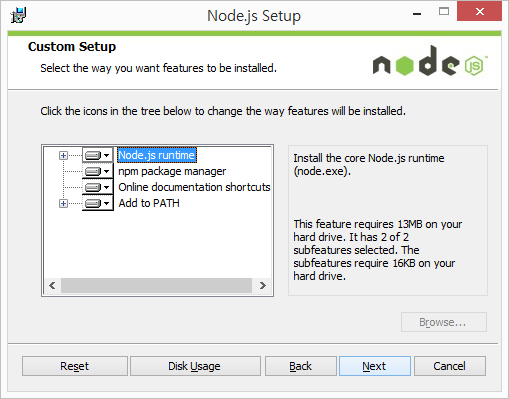 Node.js Setup
Custom Setup
Select the way you want features to be installed.
node
JS
Click the icons in the tree below to change the way features will be installed.
Node.js runtime
npm package manager
Online documentation shortcuts
Add to PATH
Install the core Node.js runtime
(node.exe).
This feature requires 13MB on your
hard drive. It has 2 of 2
subfeatures selected. The
subfeatures require 16KB on your
hard drive.
Browse...
Reset
Disk Usage
Back
Next
Cancel